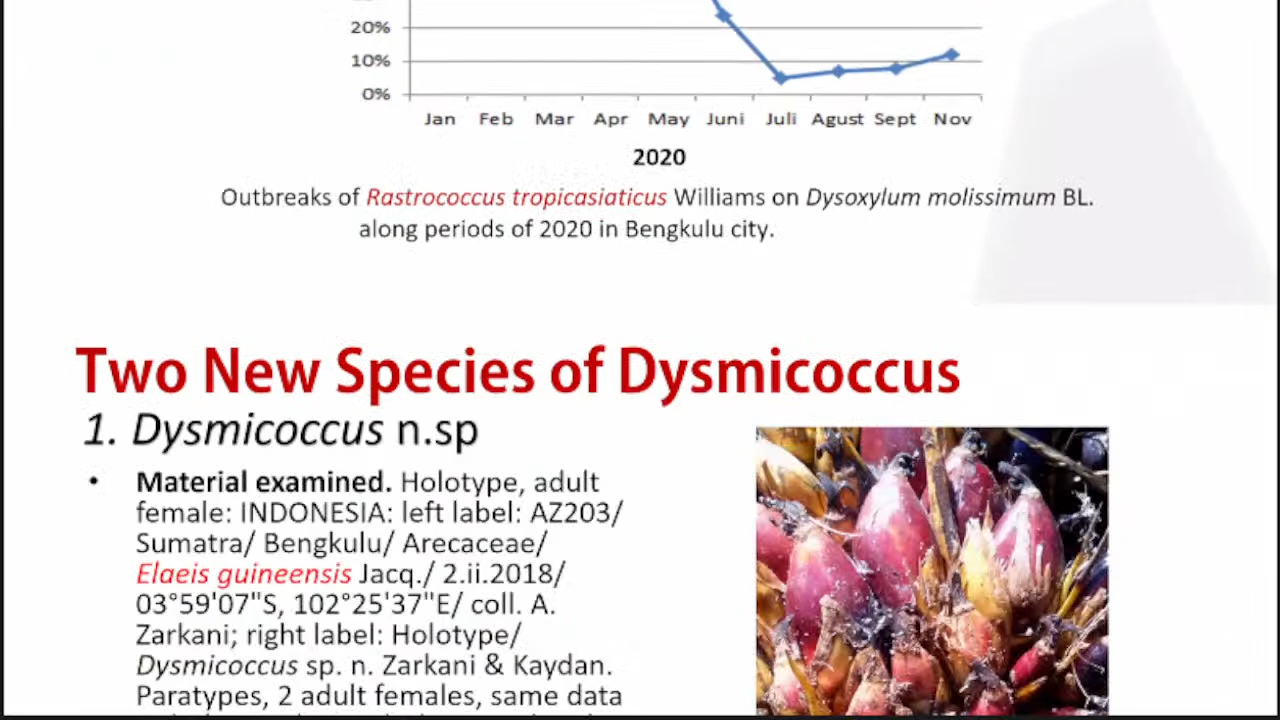 20%
10%
0%
Jan Feb Mar Apr May Juni Juli Agust Sept Nov
2020
Outbreaks of Rastrococcus tropicasiaticus Williams on Dysoxylum molissimum BL.
along periods of 2020 in Bengkulu city.
Two New Species of Dysmicoccus
1. Dysmicoccus n.sp
• Material examined. Holotype, adult
female: INDONESIA: left label: AZ203/
Sumatra/ Bengkulu/ Arecaceae/
Elaeis guineensis Jacq./ 2.ii.2018/
03°59'07"S, 102°25'37"E/ coll. A.
Zarkani; right label: Holotype/
Dysmicoccus sp. n. Zarkani & Kaydan.
Paratypes, 2 adult females, same data